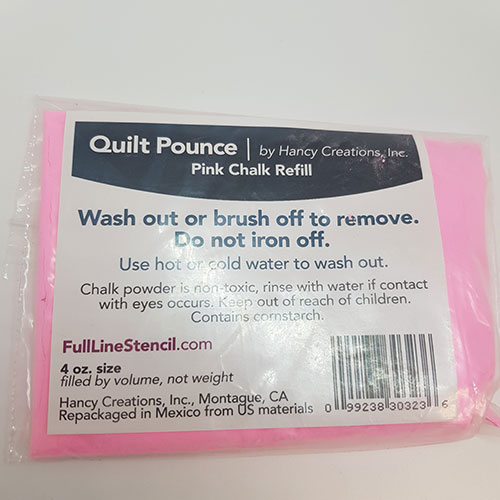 Quilt Pounce | by Hancy Creations, Inc.
Pink Chalk Refill
Wash out or brush off to remove.
Do not iron off.
Use hot or cold water to wash out.
Chalk powder is non-toxic, rinse with water if contact
with eyes occurs. Keep out of reach of children.
Contains cornstarch.
FullLineStencil.com
4 oz. size
filled by volume, not weight
Hancy Creations, Inc., Montague, CA
Repackaged in Mexico from US materials
0 99238 30323 6